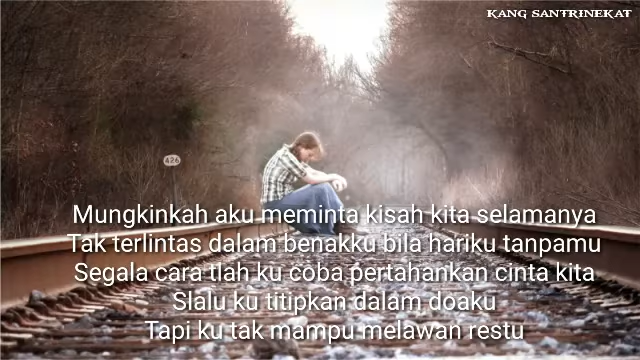 KANG SANTRINEKAT
426
Mungkinkah aku meminta kisah kita selamanya
Tak terlintas dalam benakku bila hariku tanpamu
Segala cara tlah ku coba pertahankan cinta kita
Slalu ku titipkan dalam doaku
Tapi ku tak mampu melawan restu